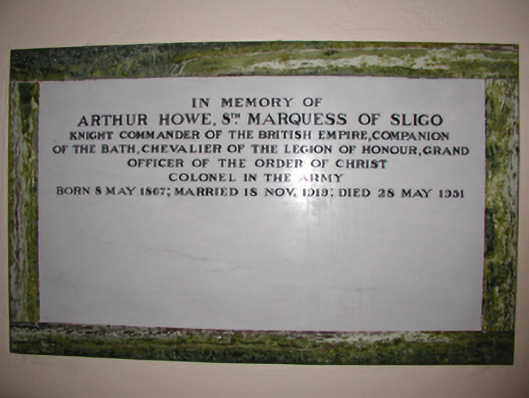 IN MEMORY OF
ARTHUR HOWE, 8TH MARQUESS OF SLIGO
KNIGHT COMMANDER OF THE BRITISH EMPIRE, COMPANION
OF THE BATH, CHEVALIER OF THE LEGION OF HONOUR, GRAND
OFFICER OF THE ORDER OF CHRIST
COLONEL IN THE ARMY
BORN 8 MAY 1867; MARRIED 18 NOV. 1919; DIED 28 MAY 1951